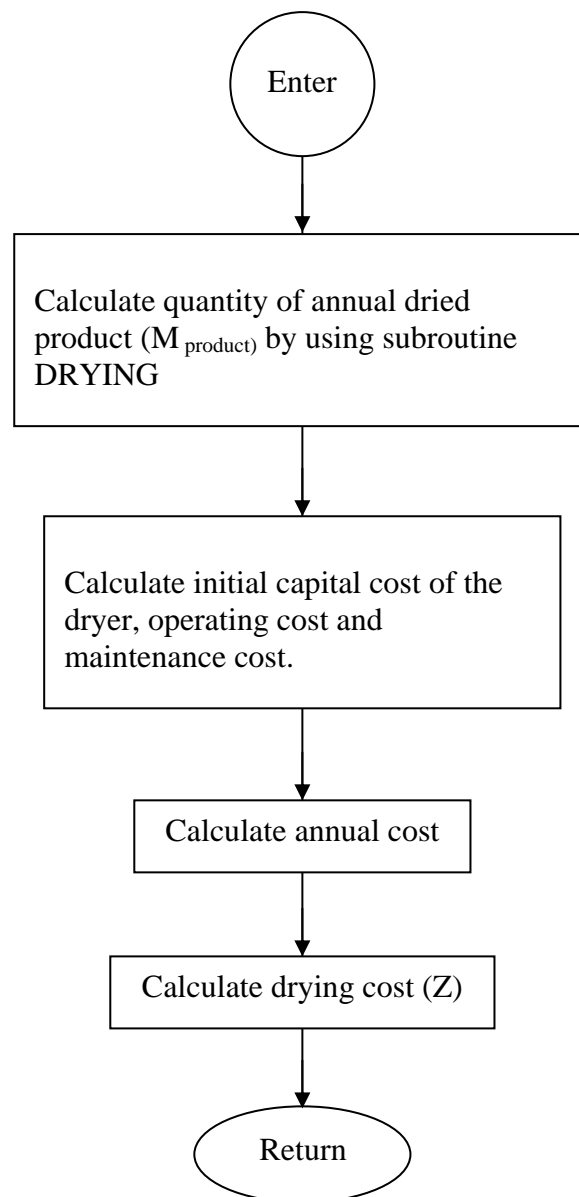 Enter
Calculate quantity of annual dried
product (M product) by using subroutine
DRYING
Calculate initial capital cost of the
dryer, operating cost and
maintenance cost.
Calculate annual cost
Calculate drying cost (Z)
Return